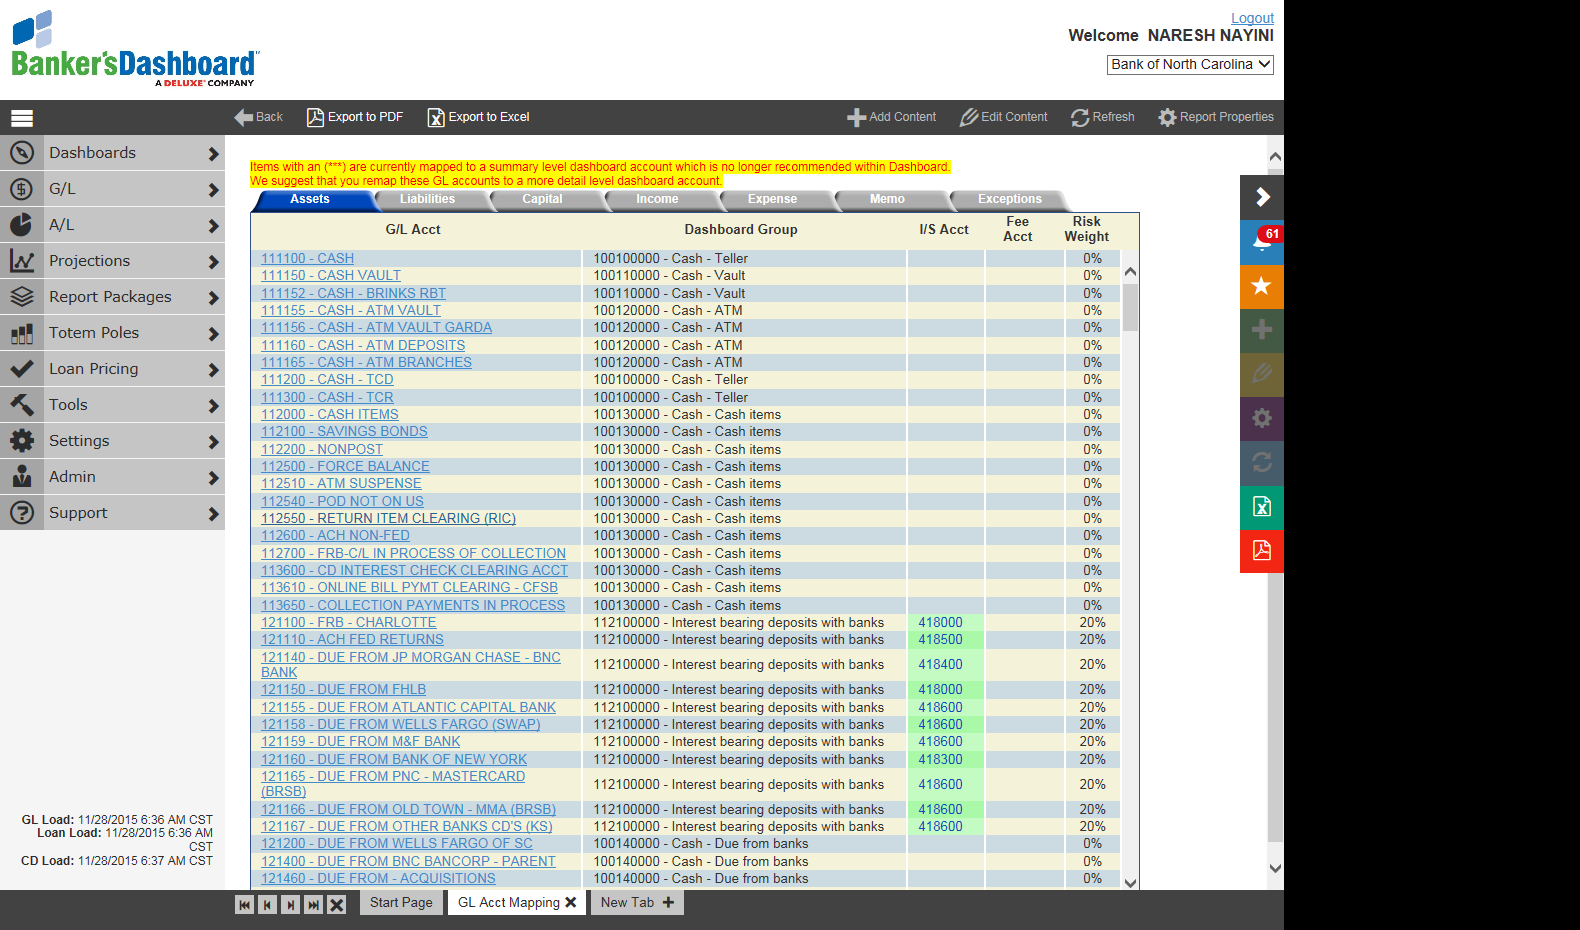 Logout
Welcome NARESH NAYINI
Banker'sDashboard
A DELUXE COMPANY
Bank of North Carolina
Back
Export to PDF
Export to Excel
Add Content
Edit Content
Refresh
Report Properties
Dashboards
G/L
A/L
Projections
Report Packages
Totem Poles
Loan Pricing
Tools
Settings
Admin
Support
GL Load: 11/28/2015 6:36 AM CST
Loan Load: 11/28/2015 6:36 AM
CST
CD Load: 11/28/2015 6:37 AM CST
Items with an (***) are currently mapped to a summary level dashboard account which is no longer recommended within Dashboard.
We suggest that you remap these GL accounts to a more detail level dashboard account.
Assets Liabilities Capital Income Expense Memo Exceptions
G/L Acct Dashboard Group I/S Acct Fee Acct Risk Weight
111100 - CASH 100100000 - Cash - Teller 0%
111150 - CASH VAULT 100110000 - Cash - Vault 0%
111152 - CASH - BRINKS RBT 100110000 - Cash - Vault 0%
111155 - CASH - ATM VAULT 100120000 - Cash - ATM 0%
111156 - CASH - ATM VAULT GARDA 100120000 - Cash - ATM 0%
111160 - CASH - ATM DEPOSITS 100120000 - Cash - ATM 0%
111165 - CASH - ATM BRANCHES 100120000 - Cash - ATM 0%
111200 - CASH - TCD 100100000 - Cash - Teller 0%
111300 - CASH - TCR 100100000 - Cash - Teller 0%
112000 - CASH ITEMS 100130000 - Cash - Cash items 0%
112100 - SAVINGS BONDS 100130000 - Cash - Cash items 0%
112200 - NONPOST 100130000 - Cash - Cash items 0%
112500 - FORCE BALANCE 100130000 - Cash - Cash items 0%
112510 - ATM SUSPENSE 100130000 - Cash - Cash items 0%
112540 - POD NOT ON US 100130000 - Cash - Cash items 0%
112550 - RETURN ITEM CLEARING (RIC) 100130000 - Cash - Cash items 0%
112600 - ACH NON-FED 100130000 - Cash - Cash items 0%
112700 - FRB-C/L IN PROCESS OF COLLECTION 100130000 - Cash - Cash items 0%
113600 - CD INTEREST CHECK CLEARING ACCT 100130000 - Cash - Cash items 0%
113610 - ONLINE BILL PYMT CLEARING - CFSB 100130000 - Cash - Cash items 0%
113650 - COLLECTION PAYMENTS IN PROCESS 100130000 - Cash - Cash items 0%
121100 - FRB - CHARLOTTE 112100000 - Interest bearing deposits with banks 418000 20%
121110 - ACH FED RETURNS 112100000 - Interest bearing deposits with banks 418500 20%
121140 - DUE FROM JP MORGAN CHASE - BNC
BANK 112100000 - Interest bearing deposits with banks 418400 20%
121150 - DUE FROM FHLB 112100000 - Interest bearing deposits with banks 418000 20%
121155 - DUE FROM ATLANTIC CAPITAL BANK 112100000 - Interest bearing deposits with banks 418600 20%
121158 - DUE FROM WELLS FARGO (SWAP) 112100000 - Interest bearing deposits with banks 418600 20%
121159 - DUE FROM M&F BANK 112100000 - Interest bearing deposits with banks 418600 20%
121160 - DUE FROM BANK OF NEW YORK 112100000 - Interest bearing deposits with banks 418300 20%
121165 - DUE FROM PNC - MASTERCARD
(BRSB) 112100000 - Interest bearing deposits with banks 418600 20%
121166 - DUE FROM OLD TOWN - MMA (BRSB) 112100000 - Interest bearing deposits with banks 418600 20%
121167 - DUE FROM OTHER BANKS CD'S (KS) 112100000 - Interest bearing deposits with banks 418600 20%
121200 - DUE FROM WELLS FARGO OF SC 100140000 - Cash - Due from banks 0%
121400 - DUE FROM BNC BANCORP - PARENT 100140000 - Cash - Due from banks 0%
121460 - DUE FROM - ACQUISITIONS 100140000 - Cash - Due from banks 0%
61
Start Page
GL Acct Mapping
New Tab